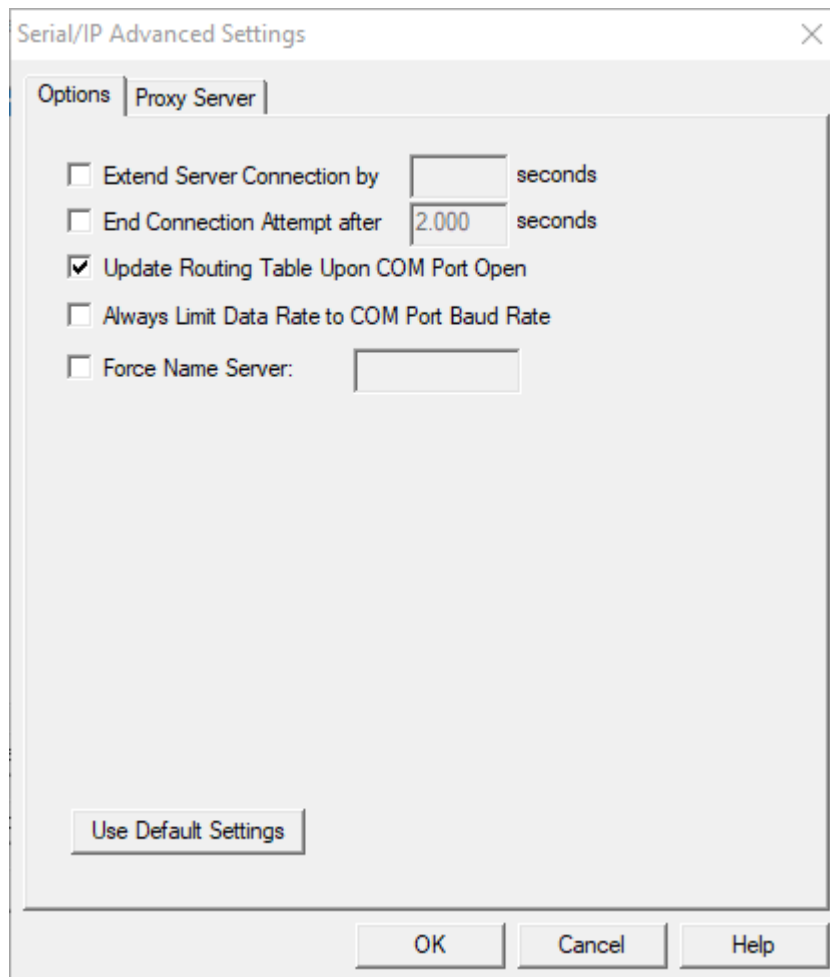 Serial/IP Advanced Settings
Options Proxy Server
Extend Server Connection by seconds
End Connection Attempt after 2.000 seconds
Update Routing Table Upon COM Port Open
Always Limit Data Rate to COM Port Baud Rate
Force Name Server:
Use Default Settings
OK Cancel Help